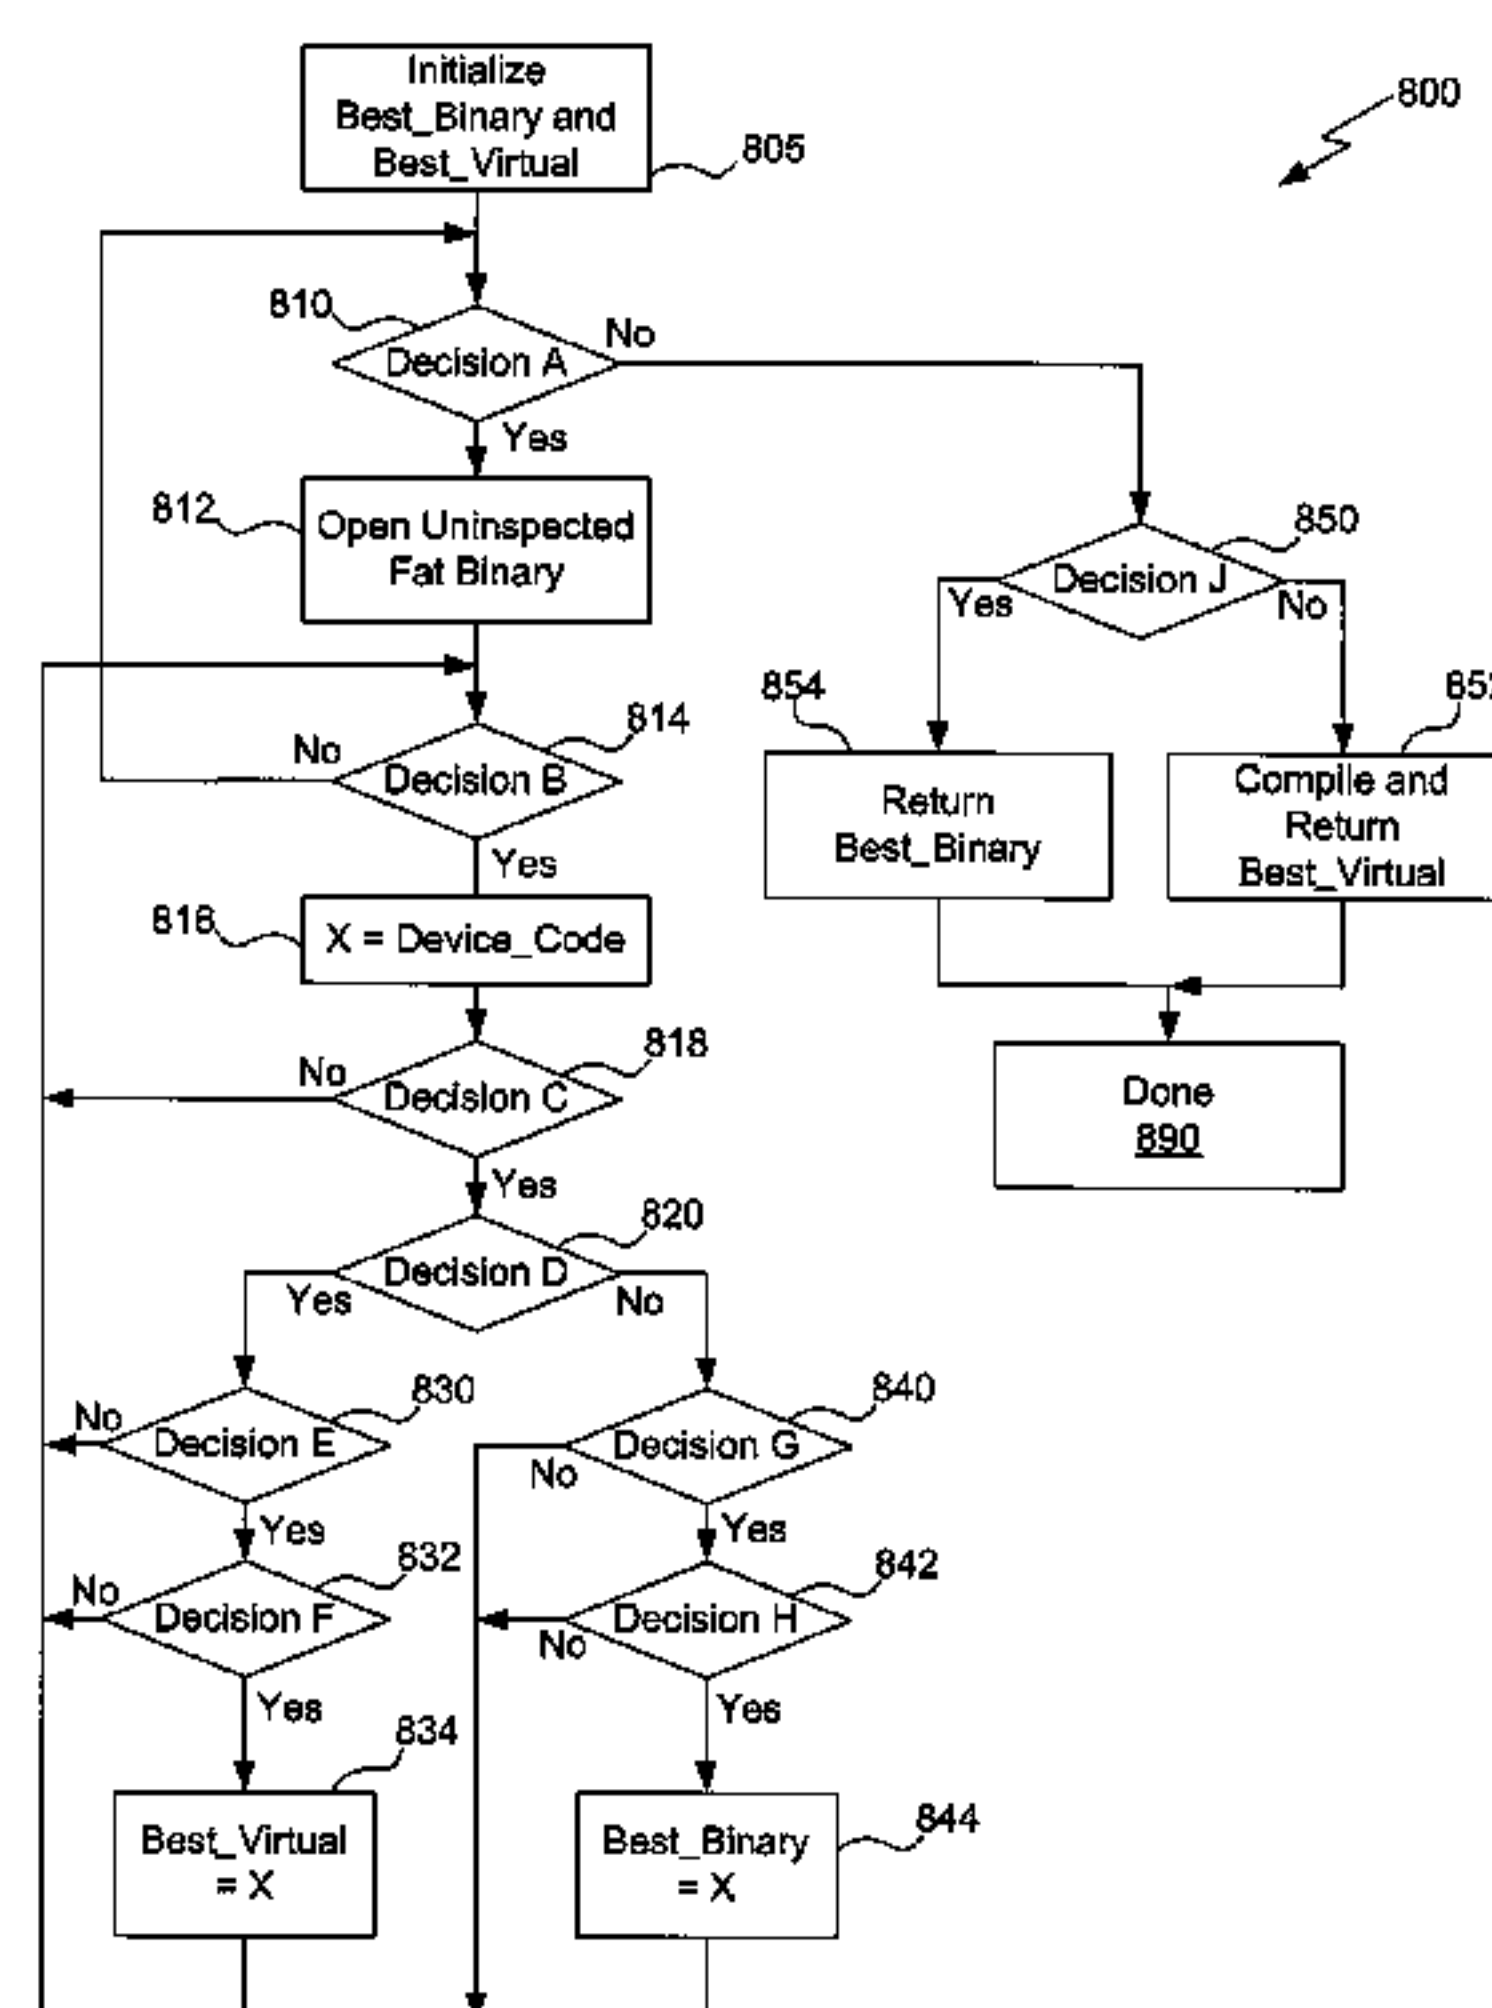 Initialize
Best_Binary and
Best_Virtual
805
800
810
Decision A
No
Yes
812
Open Uninspected
Fat Binary
850
Decision J
Yes
No
814
No
Decision B
Yes
854
Return
Best_Binary
Compile and
Return
Best_Virtual
816
X = Device_Code
818
No
Decision C
Yes
Done
890
820
Decision D
Yes
No
830
No
Decision E
Yes
840
Decision G
No
Yes
832
No
Decision F
Yes
842
Decision H
No
Yes
834
Best_Virtual
= X
844
Best_Binary
= X